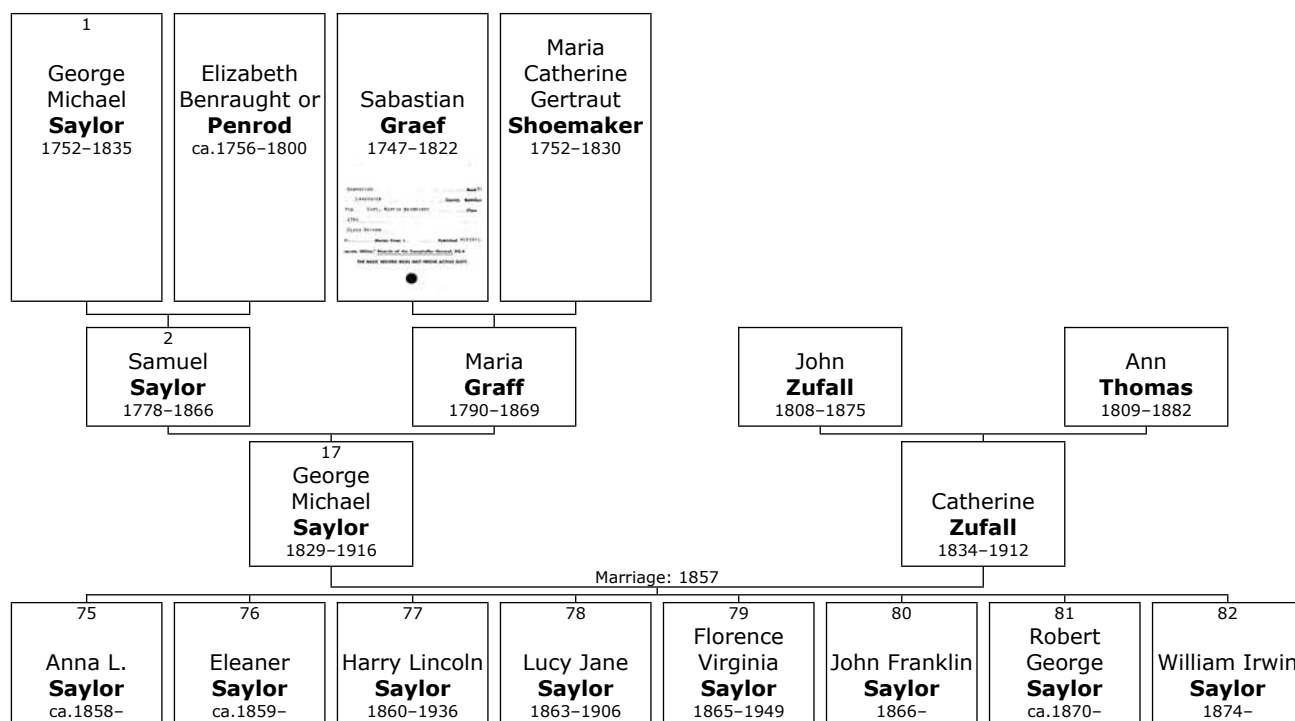 1
George
Michael
Saylor
1752–1835
Elizabeth
Benraught or
Penrod
ca.1756–1800
Sabastian
Graef
1747–1822
Maria
Catherine
Gertraut
Shoemaker
1752–1830
2
Samuel
Saylor
1778–1866
Maria
Graff
1790–1869
John
Zufall
1808–1875
Ann
Thomas
1809–1882
17
George
Michael
Saylor
1829–1916
Catherine
Zufall
1834–1912
Marriage: 1857
75
Anna L.
Saylor
ca.1858–
76
Eleaner
Saylor
ca.1859–
77
Harry Lincoln
Saylor
1860–1936
78
Lucy Jane
Saylor
1863–1906
79
Florence
Virginia
Saylor
1865–1949
80
John Franklin
Saylor
1866–
81
Robert
George
Saylor
ca.1870–
82
William Irwin
Saylor
1874–